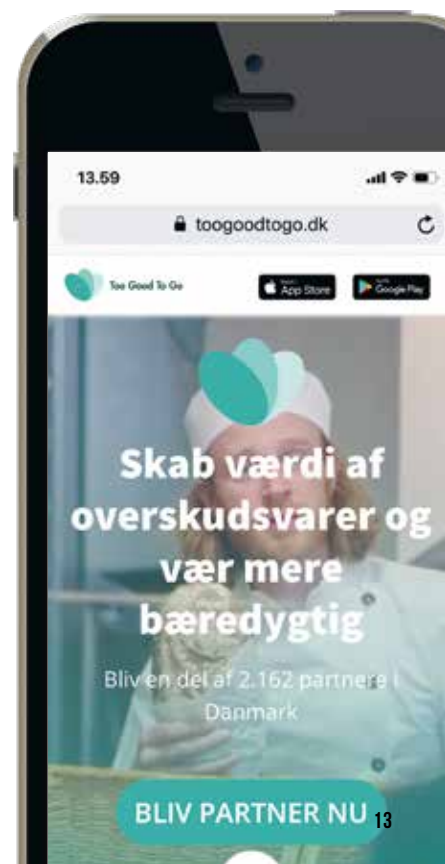 13.59
toogoodtogo.dk
Too Good To Go
App Store
Google Play
Skab værdi af
overskudsvarer og
vær mere
bæredygtig
Bliv en del af 2.162 partnere i
Danmark
BLIV PARTNER NU
13